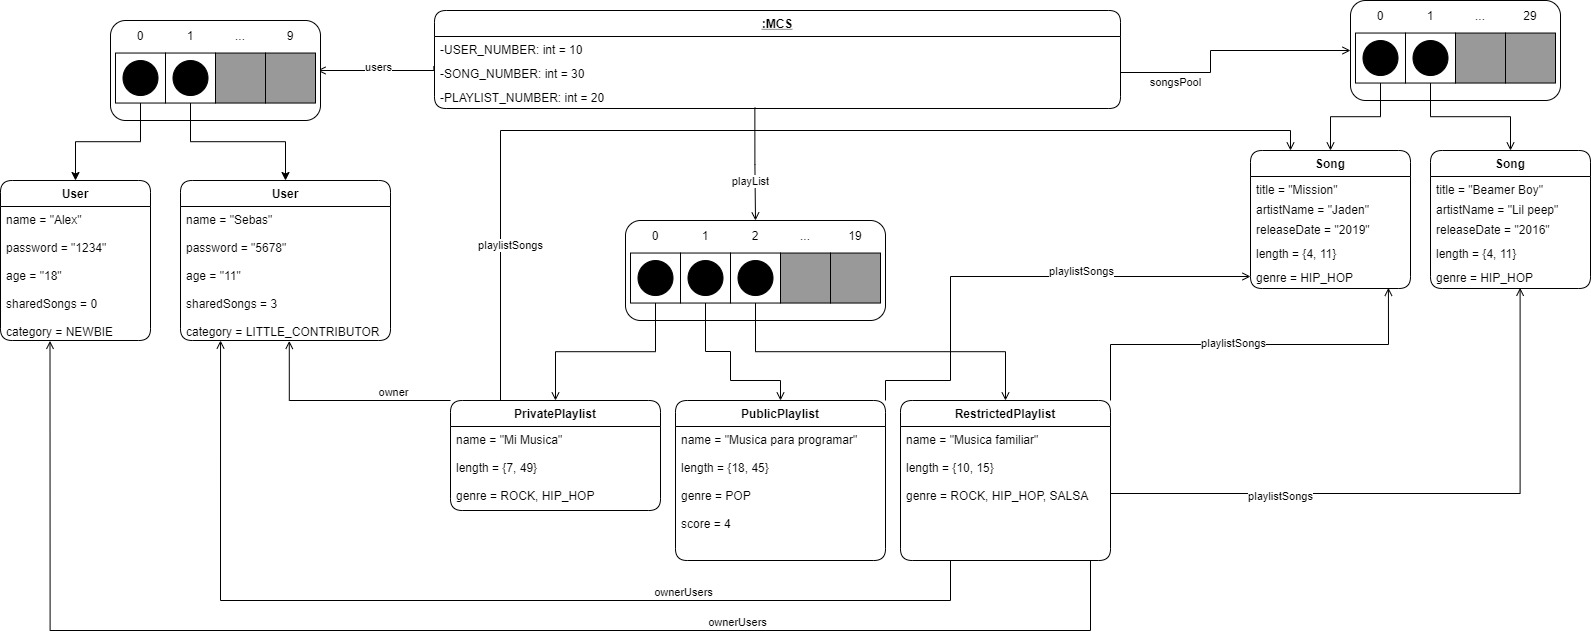 :MCS
-USER_NUMBER: int = 10
-SONG_NUMBER: int = 30
-PLAYLIST_NUMBER: int = 20
0 1 ... 9
users
0 1 ... 29
songsPool
playList
0 1 2 ... 19
User
name = "Alex"
password = "1234"
age = "18"
sharedSongs = 0
category = NEWBIE
User
name = "Sebas"
password = "5678"
age = "11"
sharedSongs = 3
category = LITTLE_CONTRIBUTOR
Song
title = "Mission"
artistName = "Jaden"
releaseDate = "2019"
length = {4, 11}
genre = HIP_HOP
Song
title = "Beamer Boy"
artistName = "Lil peep"
releaseDate = "2016"
length = {4, 11}
genre = HIP_HOP
playlistSongs
playlistSongs
playlistSongs
owner
PrivatePlaylist
name = "Mi Musica"
length = {7, 49}
genre = ROCK, HIP_HOP
PublicPlaylist
name = "Musica para programar"
length = {18, 45}
genre = POP
score = 4
RestrictedPlaylist
name = "Musica familiar"
length = {10, 15}
genre = ROCK, HIP_HOP, SALSA
playlistSongs
ownerUsers
ownerUsers